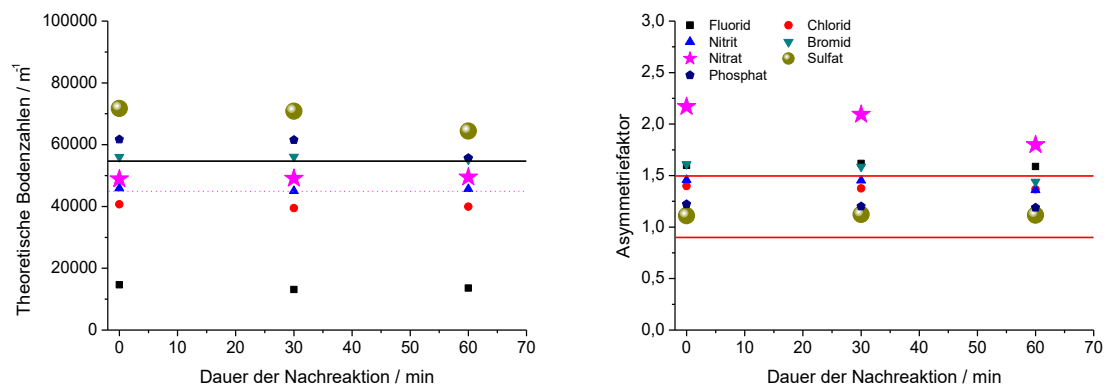 Theoretische Bodenzahlen / m⁻¹
100000
80000
60000
40000
20000
0
0 10 20 30 40 50 60 70
Dauer der Nachreaktion / min
Asymmetriefaktor
3,0
2,5
2,0
1,5
1,0
0,5
0,0
Fluorid Chlorid
Nitrit Bromid
Nitrat Sulfat
Phosphat
0 10 20 30 40 50 60 70
Dauer der Nachreaktion / min